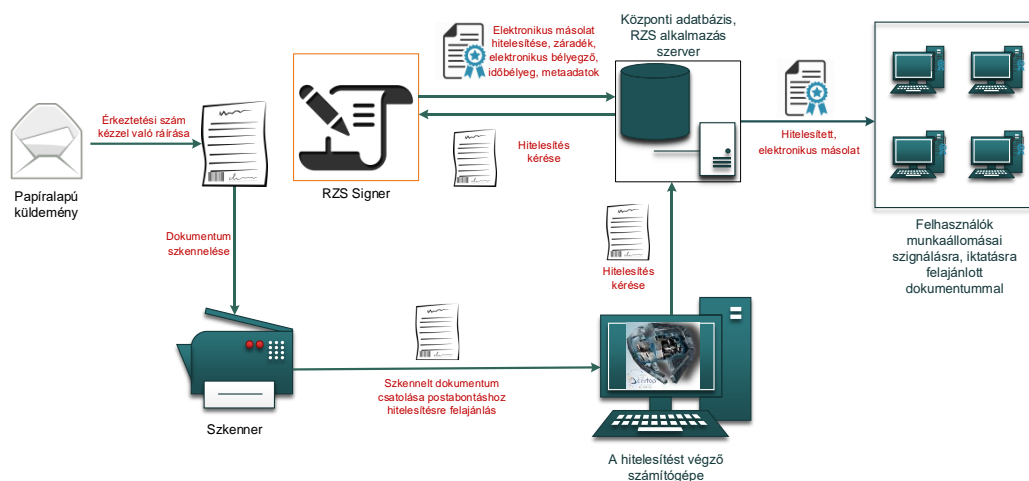 Elektronikus másolat
hitelesítése, záradék,
elektronikus bélyegző,
időbélyeg, metaadatok
Központi adatbázis,
RZS alkalmazás
szerver
Érkeztetési szám
kézzel való ráírása
Hitelesítés
kérése
Hitelesített,
elektronikus másolat
Papíralapú
küldemény
RZS Signer
Felhasználók
munkaállomásai
szignálásra, iktatásra
felajánlott
dokumentummal
Dokumentum
szkennelése
Hitelesítés
kérése
Szkennelt dokumentum
csatolása postabontáshoz
hitelesítésre felajánlás
Szkenner
A hitelesítést végző
számítógépe